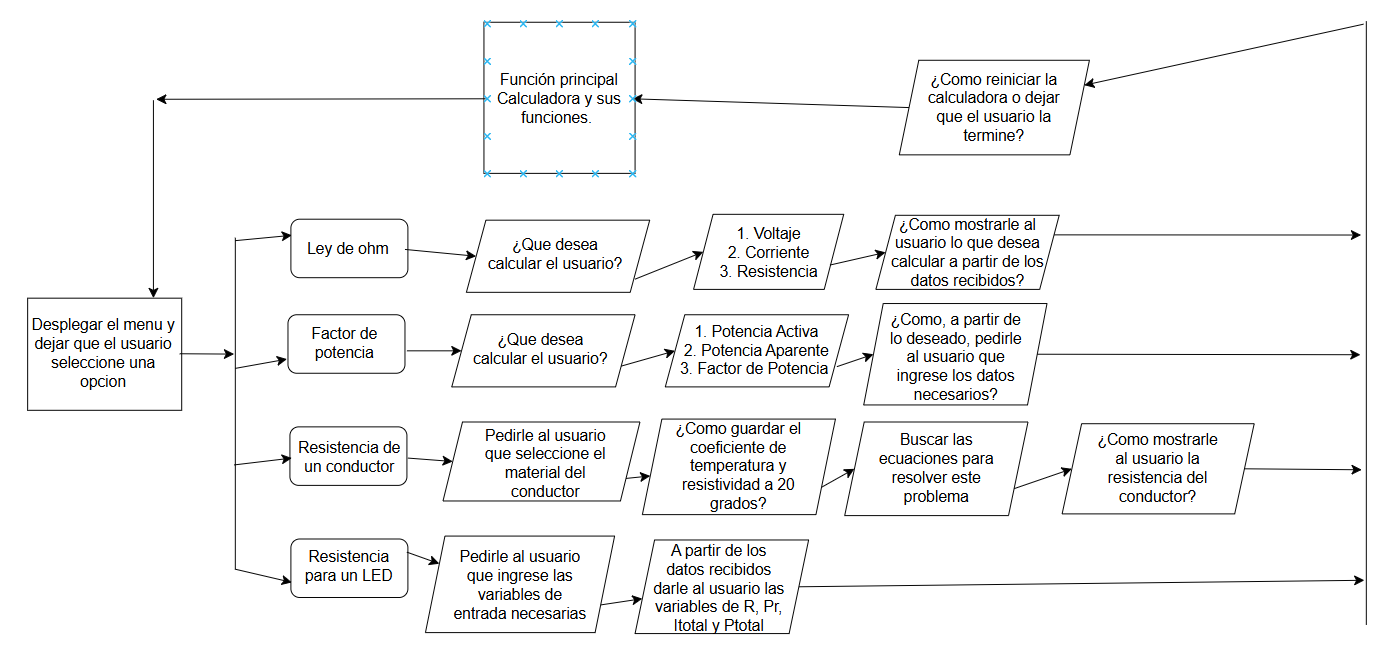 Función principal
Calculadora y sus
funciones.
¿Como reiniciar la
calculadora o dejar
que el usuario la
termine?
Ley de ohm
¿Que desea
calcular el usuario?
1. Voltaje
2. Corriente
3. Resistencia
¿Como mostrarle al
usuario lo que desea
calcular a partir de los
datos recibidos?
Desplegar el menu y
dejar que el usuario
seleccione una
opcion
Factor de
potencia
¿Que desea
calcular el usuario?
1. Potencia Activa
2. Potencia Aparente
3. Factor de Potencia
¿Como, a partir de
lo deseado, pedirle
al usuario que
ingrese los datos
necesarios?
Resistencia de
un conductor
Pedirle al usuario
que seleccione el
material del
conductor
¿Como guardar el
coeficiente de
temperatura y
resistividad a 20
grados?
Buscar las
ecuaciones para
resolver este
problema
¿Como mostrarle
al usuario la
resistencia del
conductor?
Resistencia
para un LED
Pedirle al usuario
que ingrese las
variables de
entrada necesarias
A partir de los
datos recibidos
darle al usuario las
variables de R, Pr,
Itotal y Ptotal